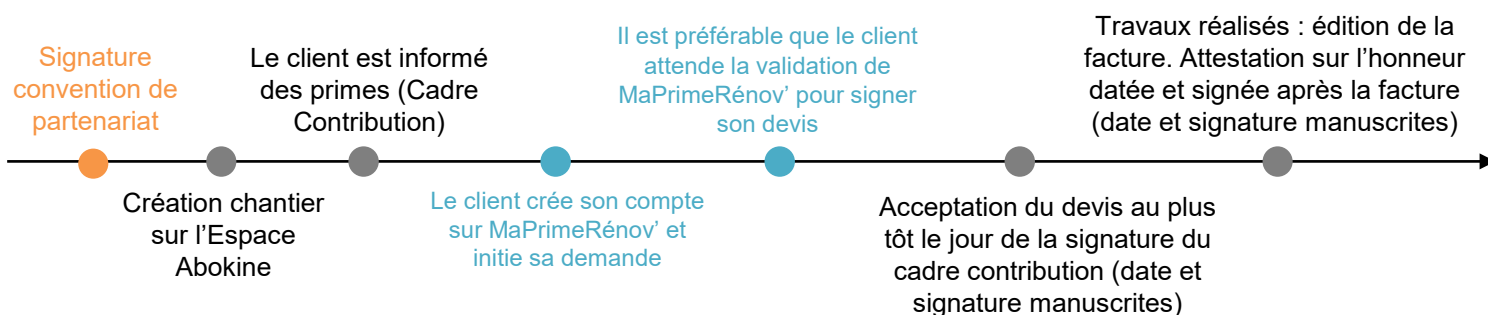 Signature
convention de
partenariat
Création chantier
sur l’Espace
Abokine
Le client est informé
des primes (Cadre
Contribution)
Le client crée son compte
sur MaPrimeRénov’ et
initie sa demande
Il est préférable que le client
attende la validation de
MaPrimeRénov’ pour signer
son devis
Acceptation du devis au plus
tôt le jour de la signature du
cadre contribution (date et
signature manuscrites)
Travaux réalisés : édition de la
facture. Attestation sur l’honneur
datée et signée après la facture
(date et signature manuscrites)